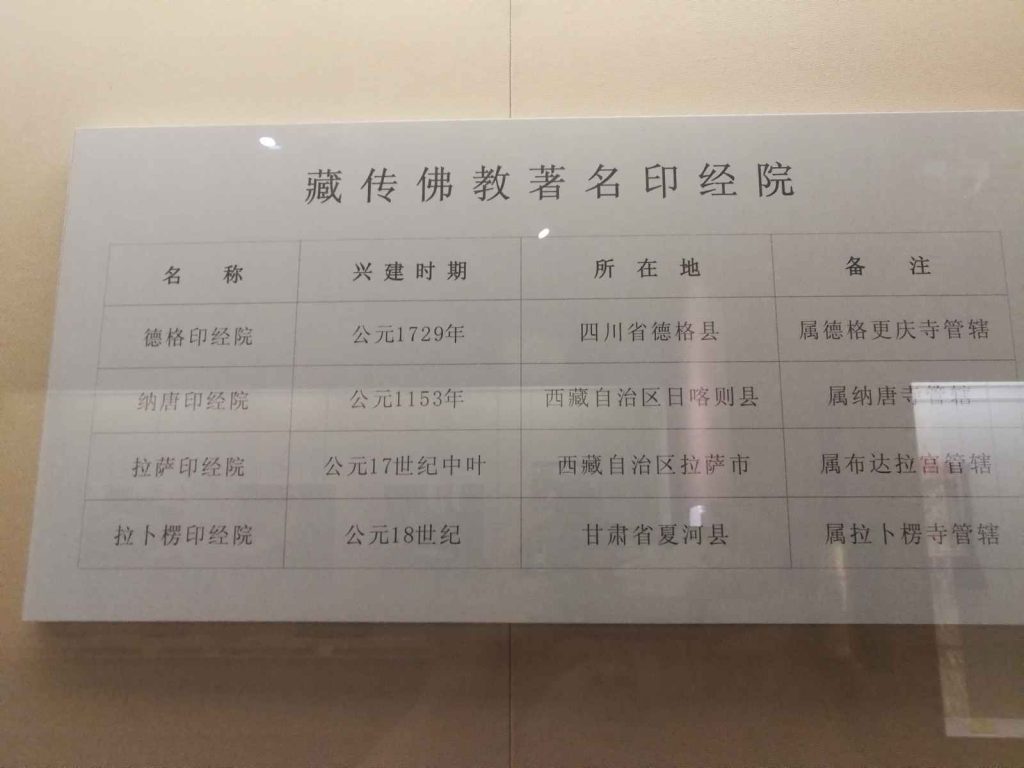 藏传佛教著名印经院
名 称 兴建时期 所在地 备 注
德格印经院 公元1729年 四川省德格县 属德格更庆寺管辖
纳唐印经院 公元1153年 西藏自治区日喀则县 属纳唐寺管辖
拉萨印经院 公元17世纪中叶 西藏自治区拉萨市 属布达拉宫管辖
拉卜楞印经院 公元18世纪 甘肃省夏河县 属拉卜楞寺管辖